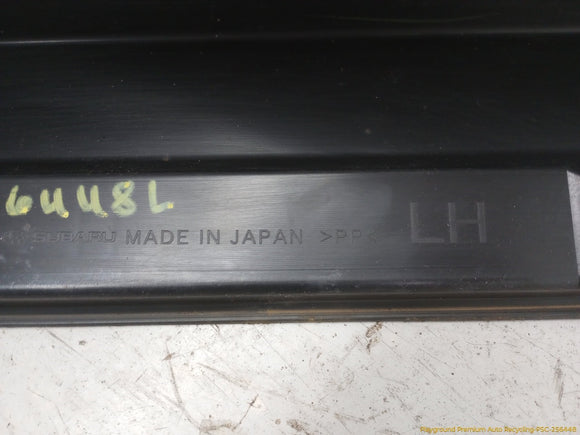 6448L
SUBARU MADE IN JAPAN >PP< LH
Playground Premium Auto Recycling-PSC-256448